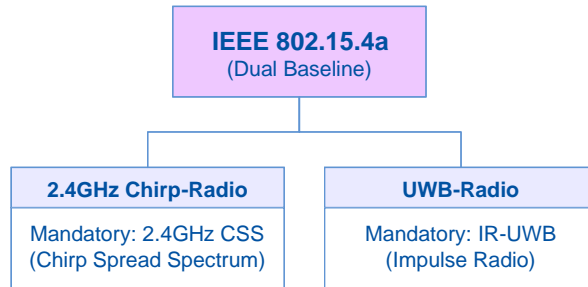 IEEE 802.15.4a
(Dual Baseline)
2.4GHz Chirp-Radio
Mandatory: 2.4GHz CSS
(Chirp Spread Spectrum)
UWB-Radio
Mandatory: IR-UWB
(Impulse Radio)